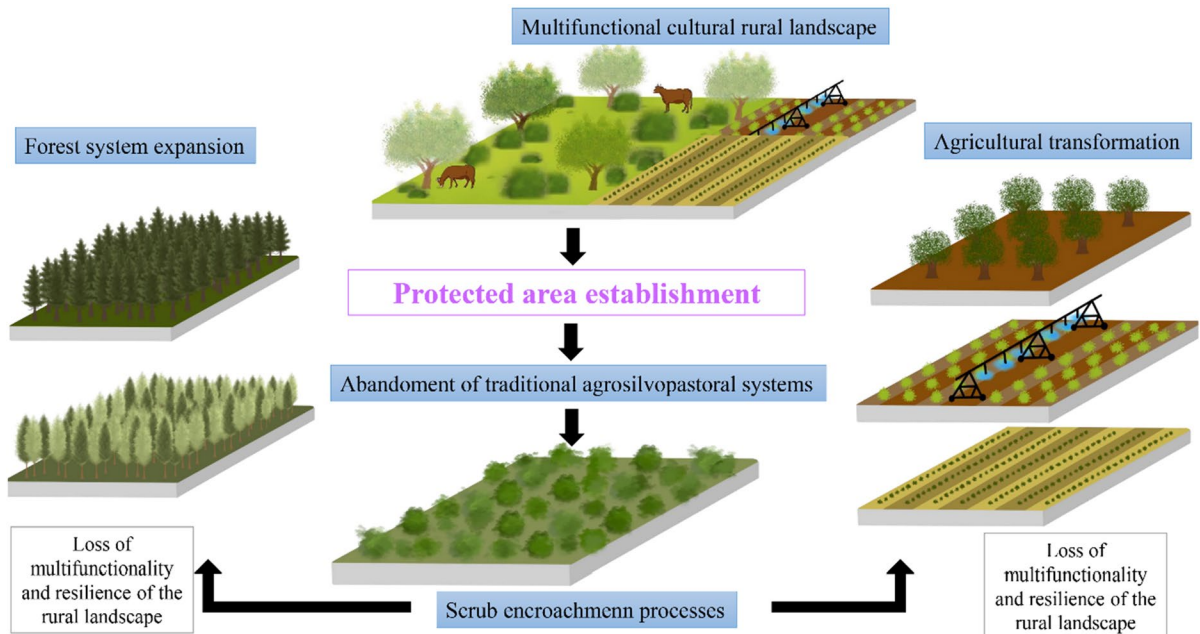 Multifunctional cultural rural landscape
Forest system expansion
Agricultural transformation
Protected area establishment
Abandoment of traditional agrosilvopastoral systems
Loss of
multifunctionality
and resilience of the
rural landscape
Scrub encroachmenn processes
Loss of
multifunctionality
and resilience of the
rural landscape